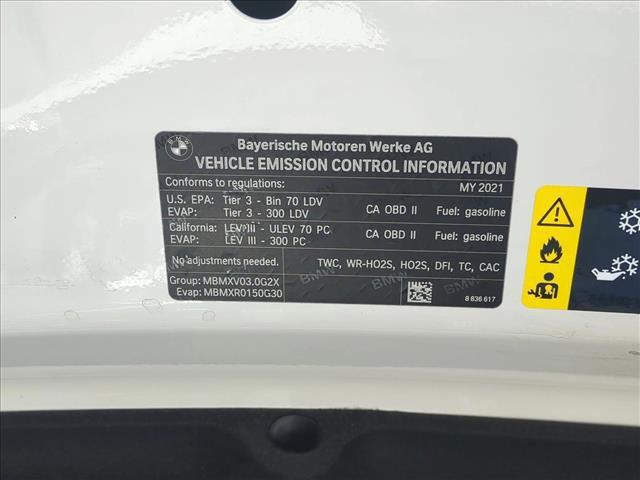 Bayerische Motoren Werke AG
VEHICLE EMISSION CONTROL INFORMATION
Conforms to regulations: MY 2021
U.S. EPA: Tier 3 - Bin 70 LDV
EVAP: Tier 3 - 300 LDV CA OBD II Fuel: gasoline
California: LEV III - ULEV 70 PC
EVAP: LEV III - 300 PC CA OBD II Fuel: gasoline
No adjustments needed. TWC, WR-HO2S, HO2S, DFI, TC, CAC
Group: MBMXV03.0G2X
Evap: MBMXR0150G30 8 836 617